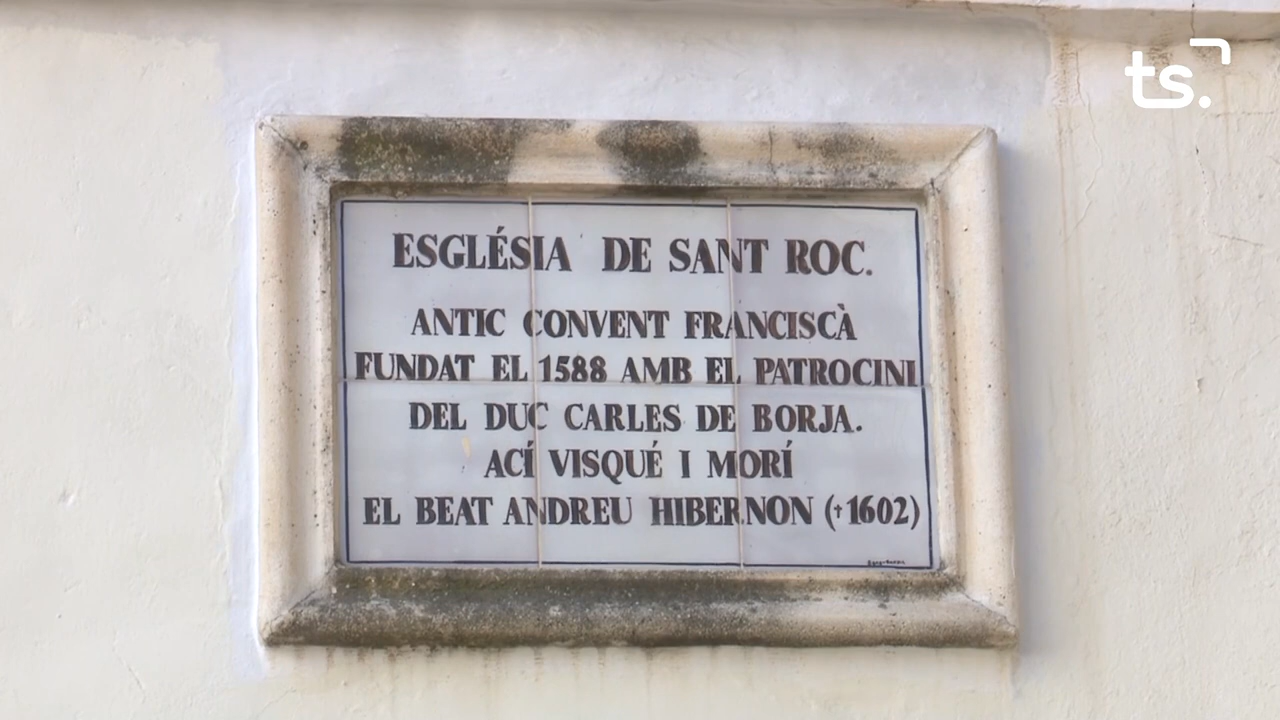 ts.
ESGLÉSIA DE SANT ROC.
ANTIC CONVENT FRANCISCÀ
FUNDAT EL 1588 AMB EL PATROCINI
DEL DUC CARLES DE BORJA.
ACÍ VISQUÉ I MORÍ
EL BEAT ANDREU HIBERNON (†1602)